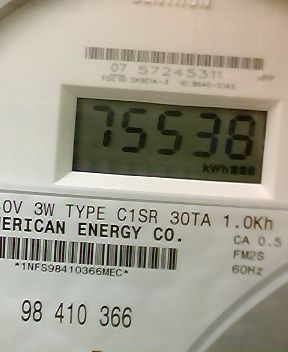 07 57245311
75538
kWh
0V 3W TYPE C1SR 30TA 1.0Kh
ERICAN ENERGY CO.
CA 0.5
*1NFS98410366MEC*
FM2S
60Hz
98 410 366